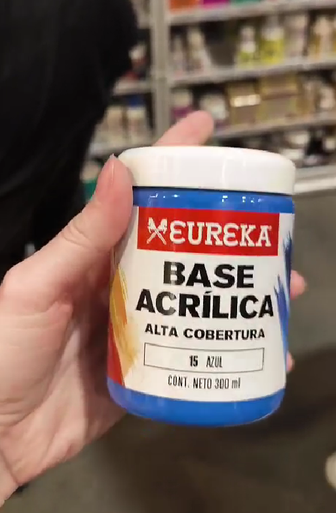 EUREKA
BASE
ACRÍLICA
ALTA COBERTURA
15 AZUL
CONT. NETO 300 ml